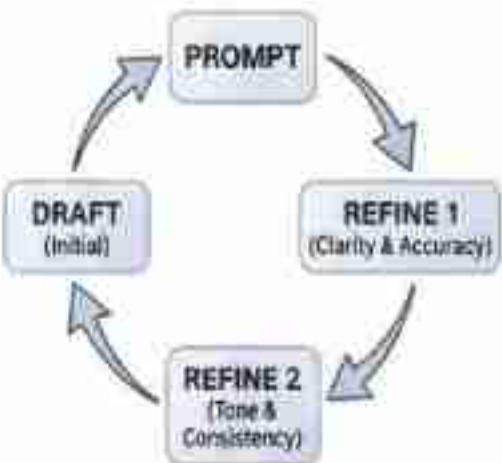 PROMPT
REFINE 1
(Clarity & Accuracy)
REFINE 2
(Tone &
Consistency)
DRAFT
(Initial)